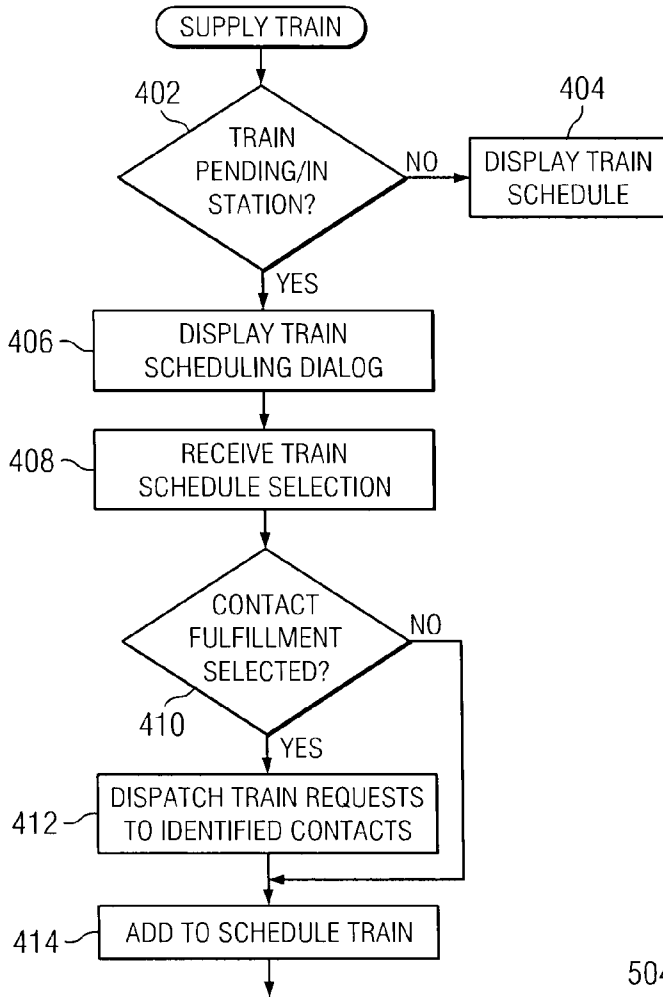 SUPPLY TRAIN
402
TRAIN
PENDING/IN
STATION?
NO
404
DISPLAY TRAIN
SCHEDULE
YES
406
DISPLAY TRAIN
SCHEDULING DIALOG
408
RECEIVE TRAIN
SCHEDULE SELECTION
CONTACT
FULFILLMENT
SELECTED?
NO
410
YES
412
DISPATCH TRAIN REQUESTS
TO IDENTIFIED CONTACTS
414
ADD TO SCHEDULE TRAIN
504